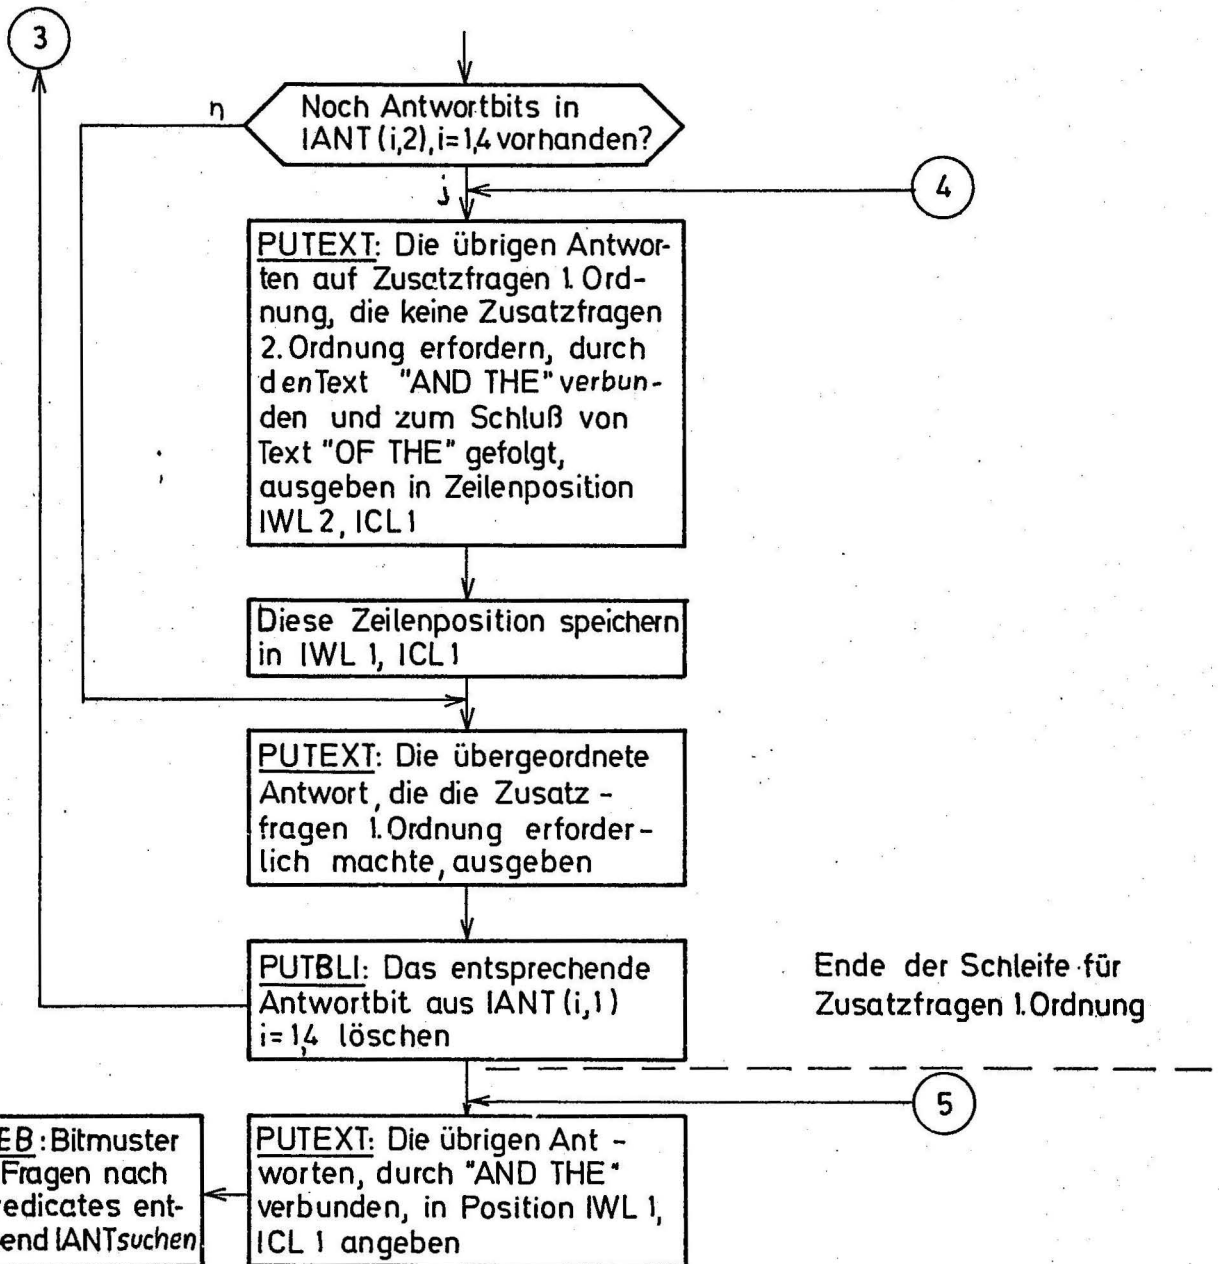 3
Noch Antwortbits in
IANT (i,2), i=1,4 vorhanden?
n
j
4
PUTEXT: Die übrigen Antwor-
ten auf Zusatzfragen 1. Ord-
nung, die keine Zusatzfragen
2. Ordnung erfordern, durch
den Text "AND THE" verbun-
den und zum Schluß von
Text "OF THE" gefolgt,
ausgeben in Zeilenposition
IWL 2, ICL 1
Diese Zeilenposition speichern
in IWL 1, ICL 1
PUTEXT: Die übergeordnete
Antwort, die die Zusatz-
fragen 1. Ordnung erforder-
lich machte, ausgeben
PUTBLI: Das entsprechende
Antwortbit aus IANT (i,1)
i=1,4 löschen
Ende der Schleife für
Zusatzfragen 1. Ordnung
5
EB: Bitmuster
Fragen nach
redicates ent-
end IANT suchen
PUTEXT: Die übrigen Ant-
worten, durch "AND THE"
verbunden, in Position IWL 1,
ICL 1 angeben